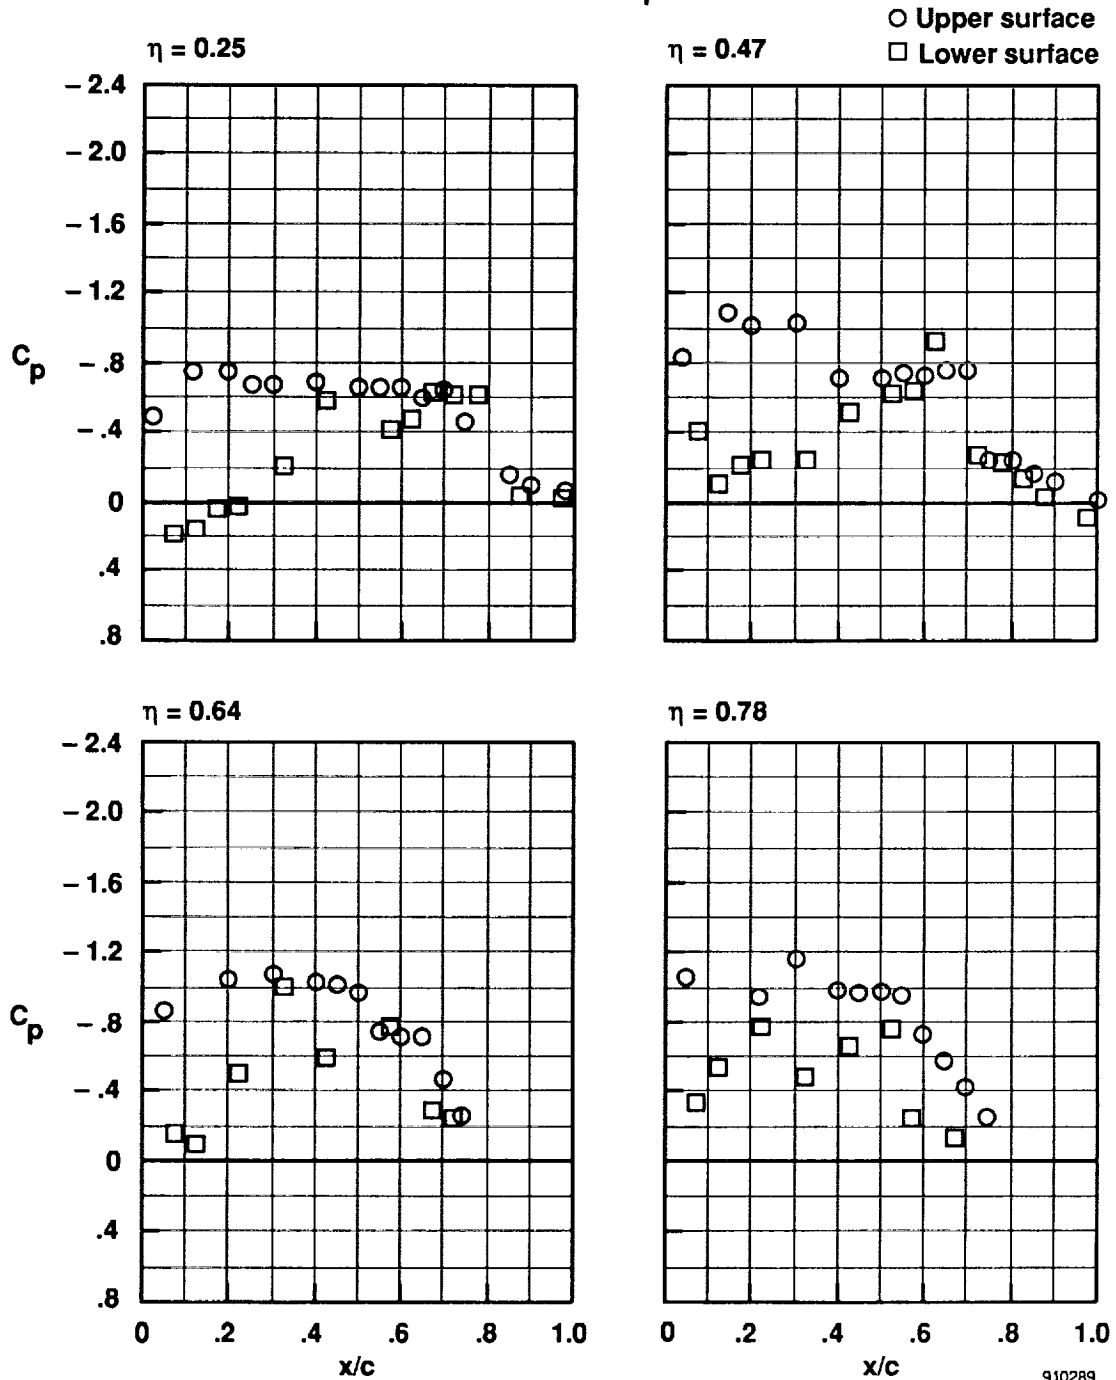 ○ Upper surface
□ Lower surface
η = 0.25
η = 0.47
– 2.4
– 2.0
– 1.6
– 1.2
– .8
– .4
0
.4
.8
Cp
η = 0.64
η = 0.78
– 2.4
– 2.0
– 1.6
– 1.2
– .8
– .4
0
.4
.8
Cp
0 .2 .4 .6 .8 1.0
0 .2 .4 .6 .8 1.0
x/c
x/c
910289